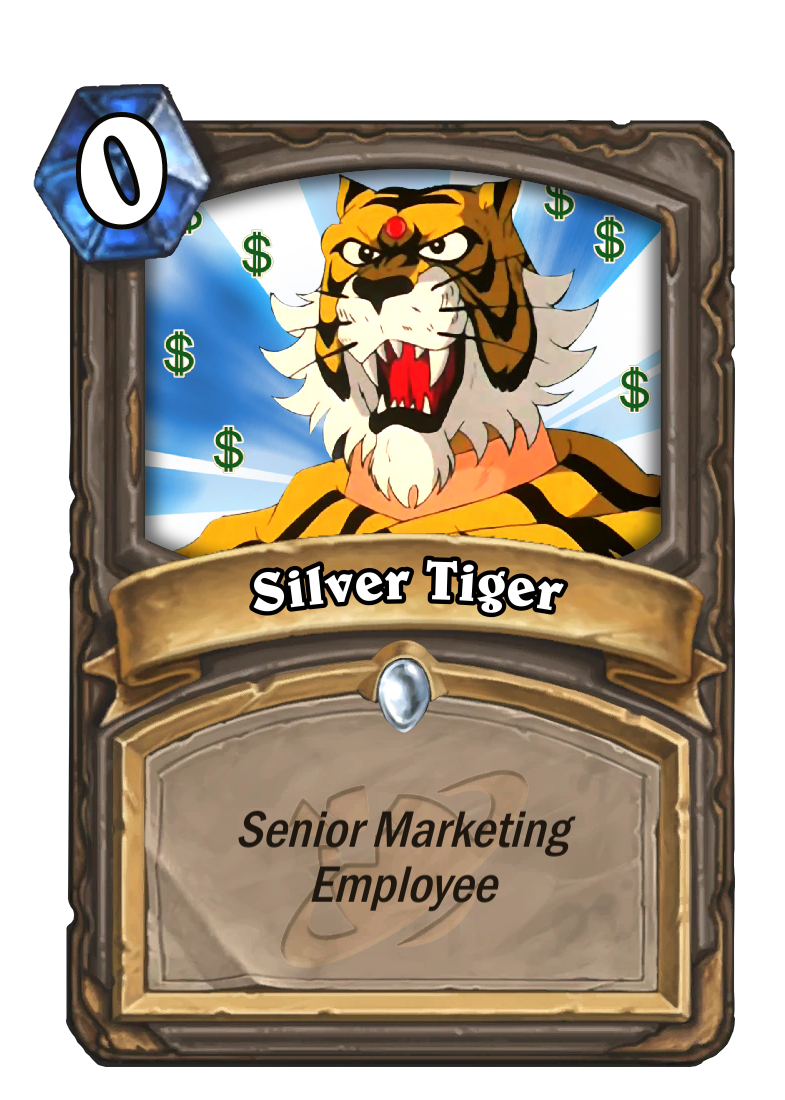 0
$ $
$ $
$ $
$
Silver Tiger
Senior Marketing
Employee